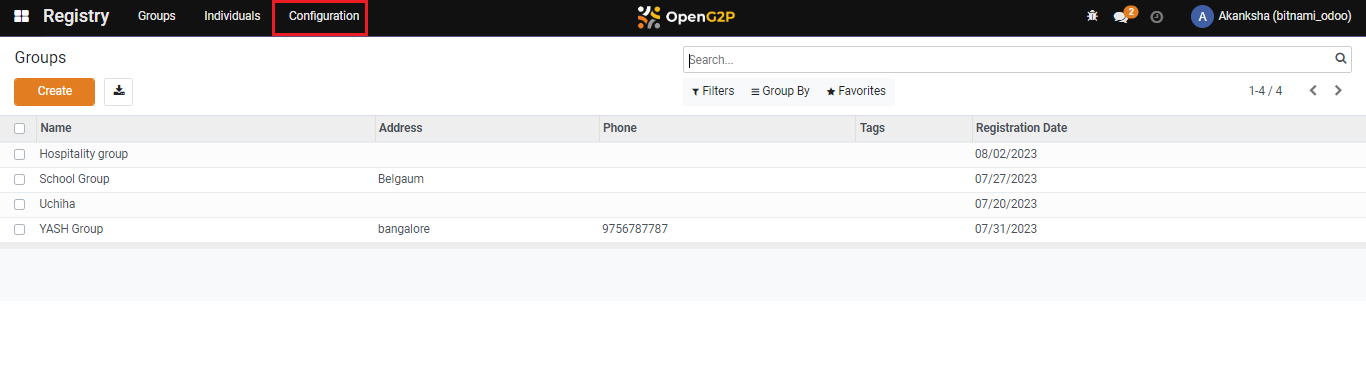 Registry Groups Individuals Configuration OpenG2P 2 A Akanksha (bitnami_odoo)
Groups Search...
Create Filters Group By Favorites 1-4 / 4
Name Address Phone Tags Registration Date
Hospitality group 08/02/2023
School Group Belgaum 07/27/2023
Uchiha 07/20/2023
YASH Group bangalore 9756787787 07/31/2023